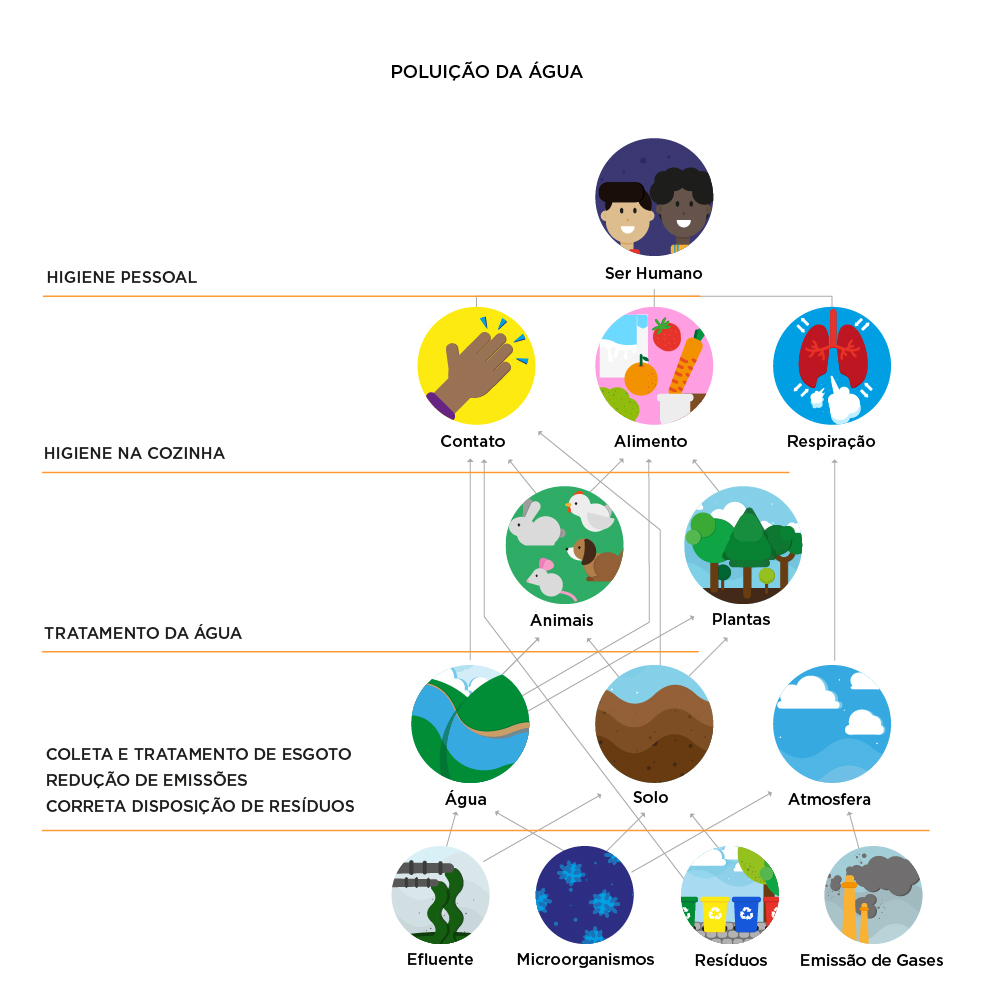 POLUIÇÃO DA ÁGUA
Ser Humano
HIGIENE PESSOAL
Contato
Alimento
Respiração
HIGIENE NA COZINHA
Animais
Plantas
TRATAMENTO DA ÁGUA
COLETA E TRATAMENTO DE ESGOTO
REDUÇÃO DE EMISSÕES
CORRETA DISPOSIÇÃO DE RESÍDUOS
Água
Solo
Atmosfera
Efluente
Microorganismos
Resíduos
Emissão de Gases